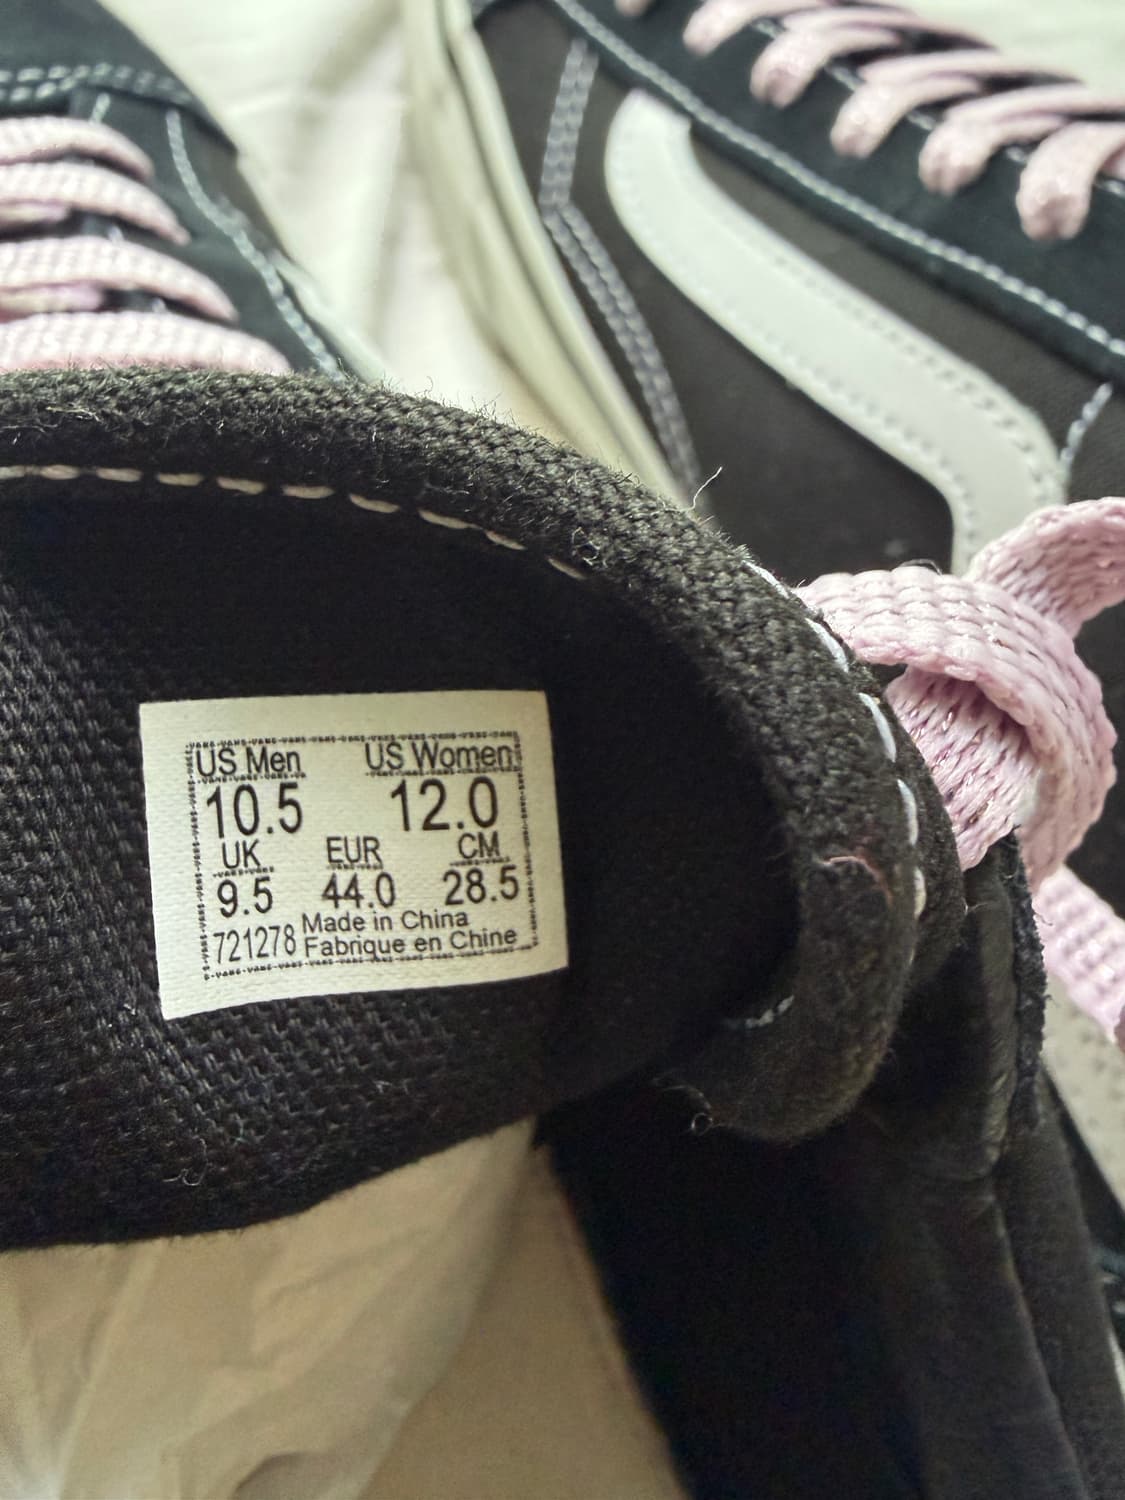 US Men US Women
10.5 12.0
UK EUR CM
9.5 44.0 28.5
721278 Made in China
Fabrique en Chine